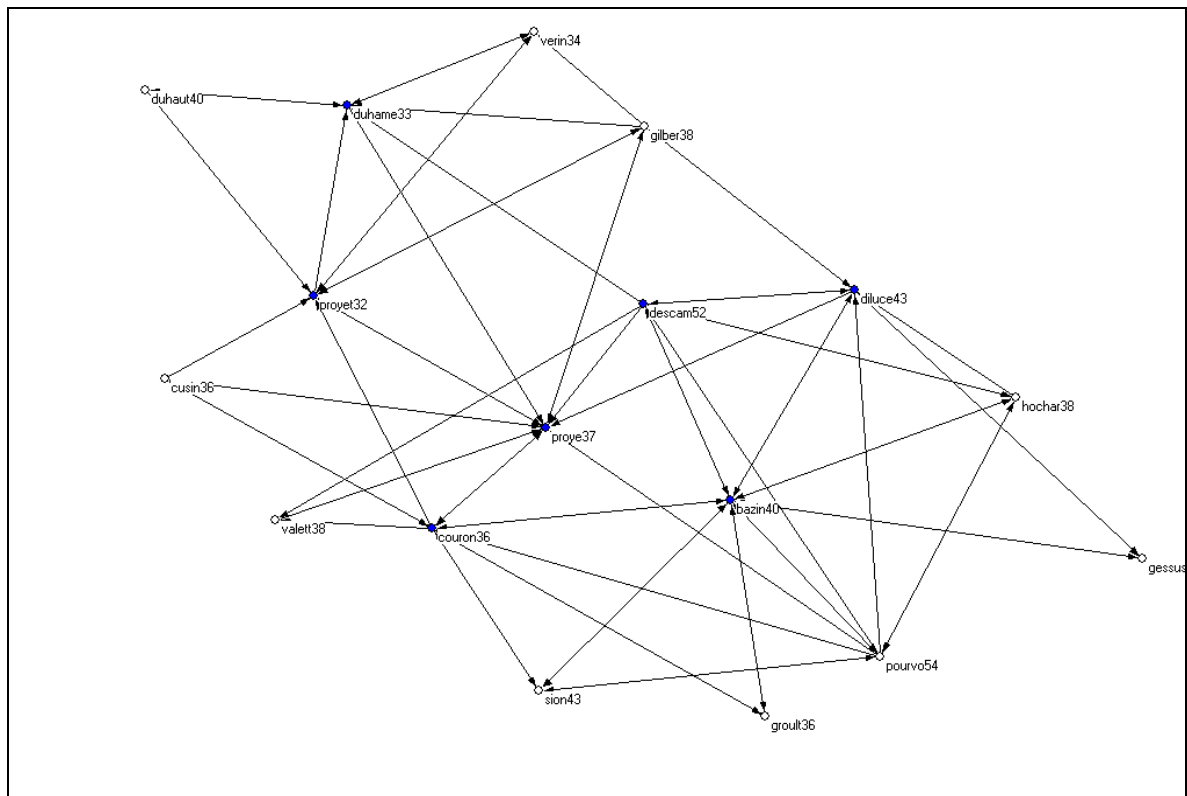 verin34
duhaut40
duhame33
gilber38
proyet32
descam52
diluce43
cusin36
hochar38
proye37
bazin40
valett38
couron36
gessus
pourvo54
sion43
groult36